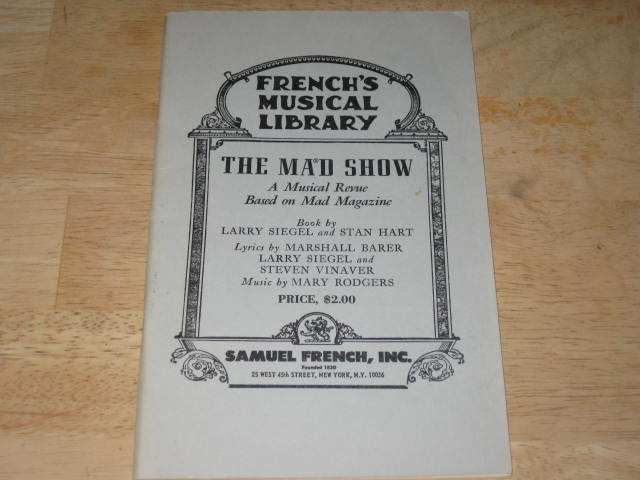 FRENCH'S
MUSICAL
LIBRARY
THE MAD SHOW
A Musical Revue
Based on Mad Magazine
Book by
LARRY SIEGEL and STAN HART
Lyrics by MARSHALL BARER
LARRY SIEGEL and
STEVEN VINAVER
Music by MARY RODGERS
PRICE, $2.00
SAMUEL FRENCH, INC.
Founded 1830
25 WEST 45th STREET, NEW YORK, N.Y. 10036